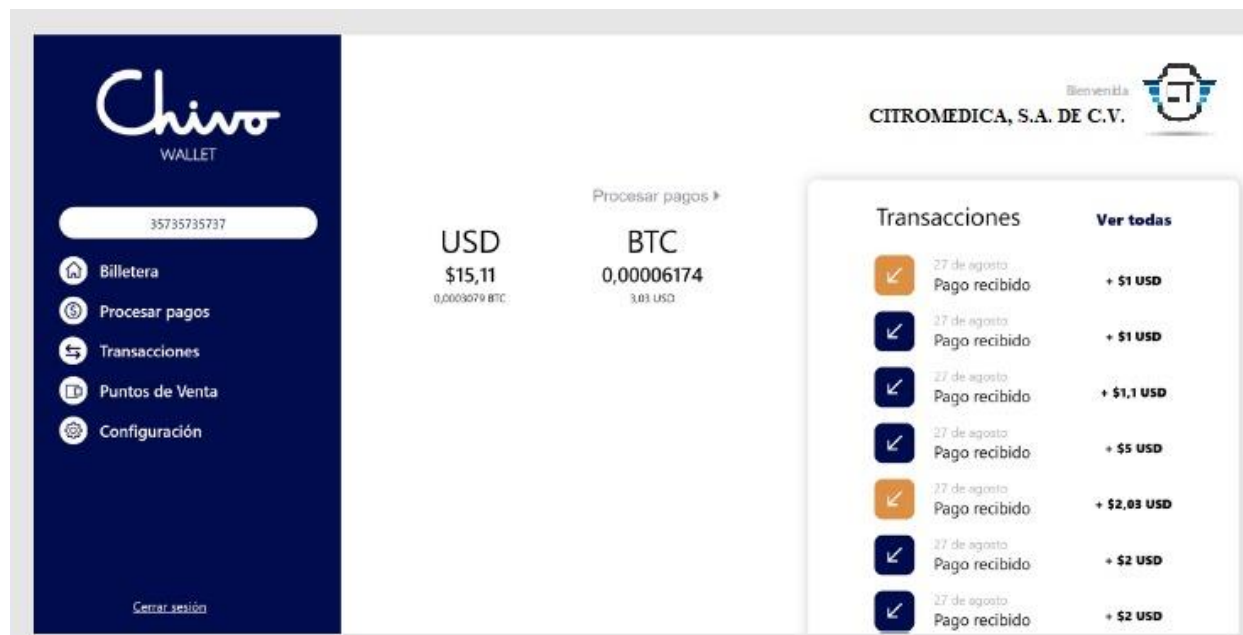 Chivo
WALLET
35735735737
Billetera
Procesar pagos
Transacciones
Puntos de Venta
Configuración
Cerrar sesión
Bienvenida
CITROMEDICA, S.A. DE C.V.
Procesar pagos
USD
$15,11
0,0003079 BTC
BTC
0,00006174
3,03 USD
Transacciones Ver todas
27 de agosto
Pago recibido + $1 USD
27 de agosto
Pago recibido + $1 USD
27 de agosto
Pago recibido + $1,1 USD
27 de agosto
Pago recibido + $5 USD
27 de agosto
Pago recibido + $2,03 USD
27 de agosto
Pago recibido + $2 USD
27 de agosto
Pago recibido + $2 USD